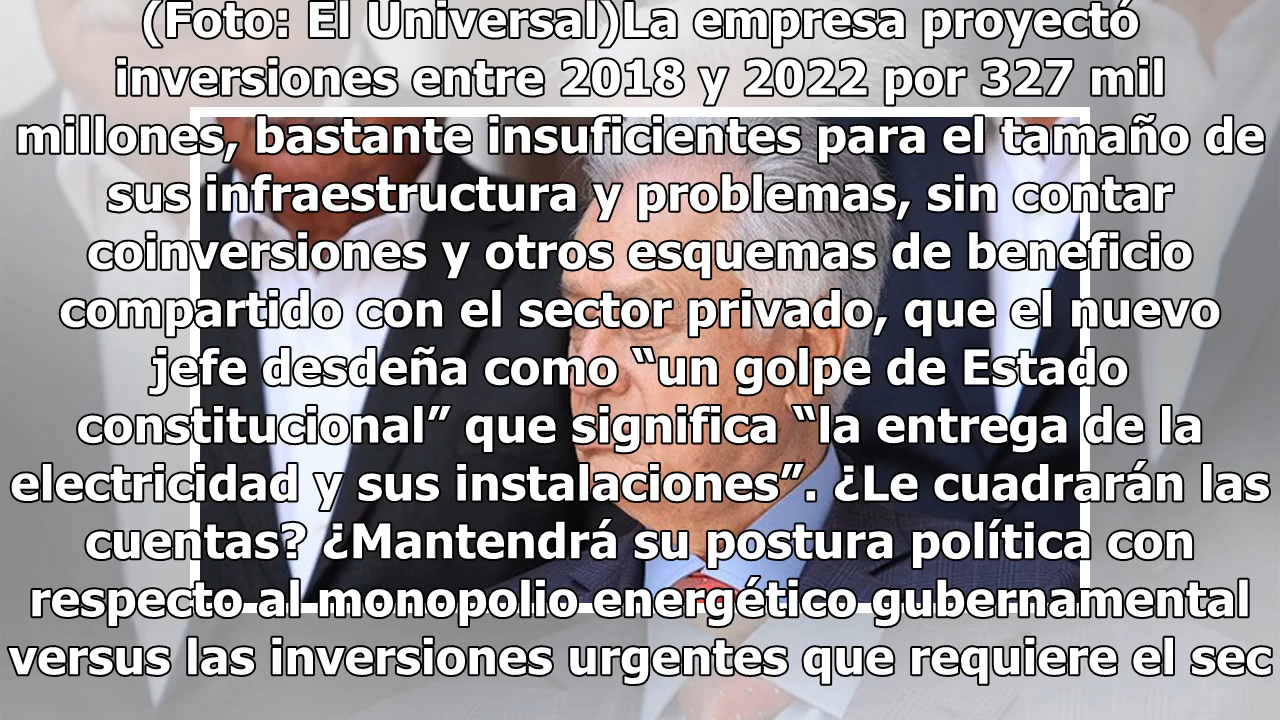 (Foto: El Universal)La empresa proyectó
inversiones entre 2018 y 2022 por 327 mil
millones, bastante insuficientes para el tamaño de
sus infraestructura y problemas, sin contar
coinversiones y otros esquemas de beneficio
compartido con el sector privado, que el nuevo
jefe desdeña como “un golpe de Estado
constitucional” que significa “la entrega de la
electricidad y sus instalaciones”. ¿Le cuadrarán las
cuentas? ¿Mantendrá su postura política con
respecto al monopolio energético gubernamental
versus las inversiones urgentes que requiere el sec